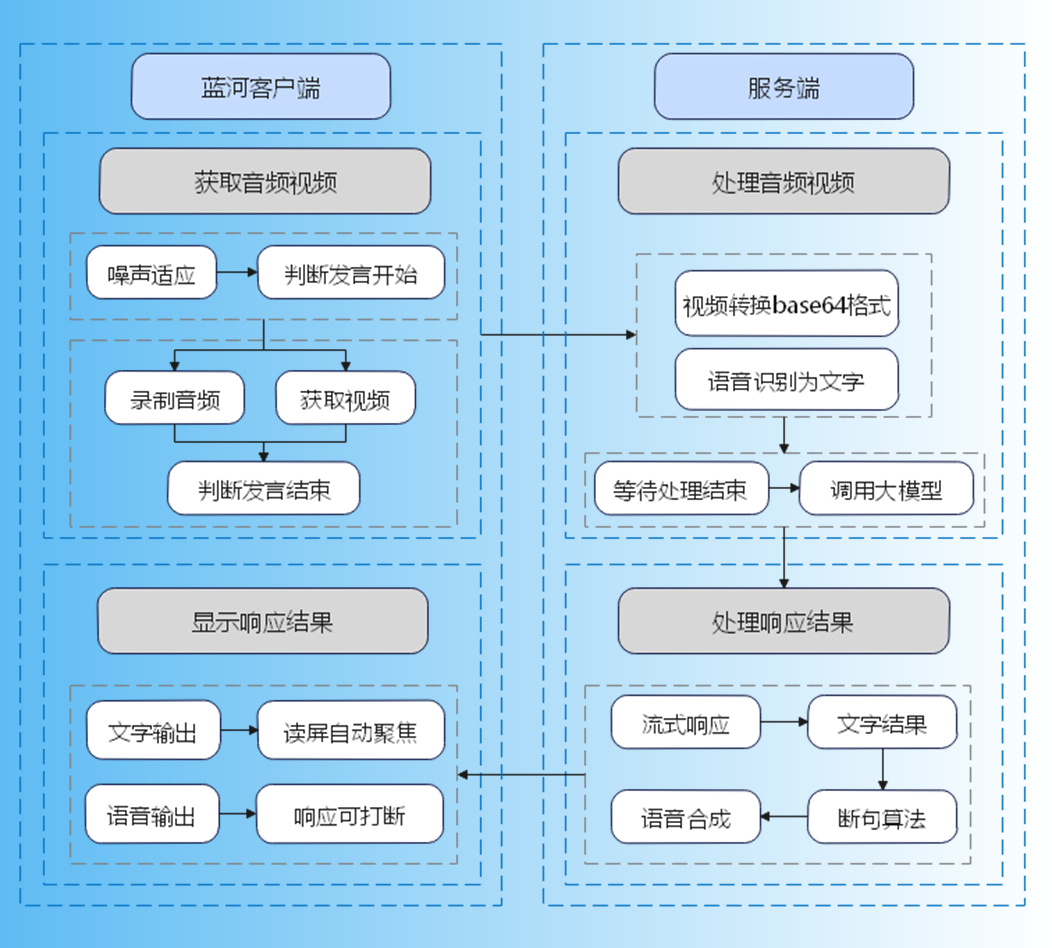 蓝河客户端
获取音频视频
噪声适应
判断发言开始
录制音频
获取视频
判断发言结束
显示响应结果
文字输出
读屏自动聚焦
语音输出
响应可打断
服务端
处理音频视频
视频转换base64格式
语音识别为文字
等待处理结束
调用大模型
处理响应结果
流式响应
文字结果
语音合成
断句算法